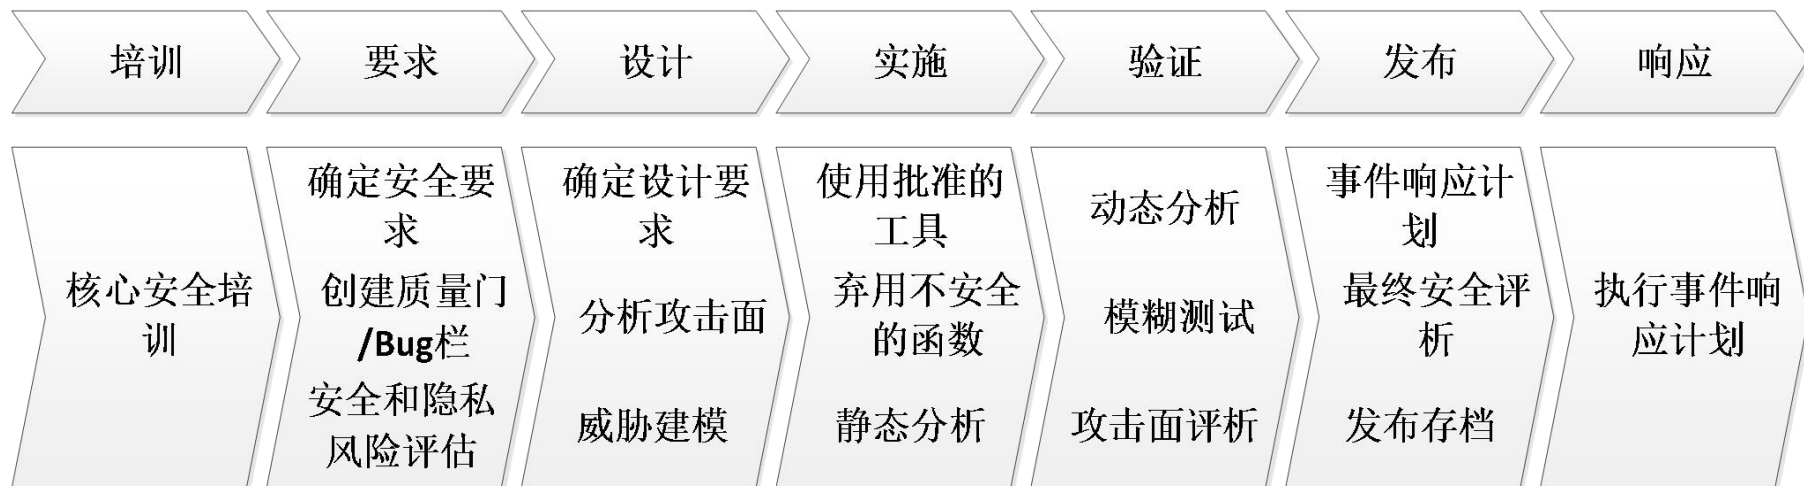 培训
要求
设计
实施
验证
发布
响应
核心安全培
训
确定安全要
求
创建质量门
/Bug栏
安全和隐私
风险评估
确定设计要
求
分析攻击面
威胁建模
使用批准的
工具
弃用不安全
的函数
静态分析
动态分析
模糊测试
攻击面评析
事件响应计
划
最终安全评
析
发布存档
执行事件响
应计划